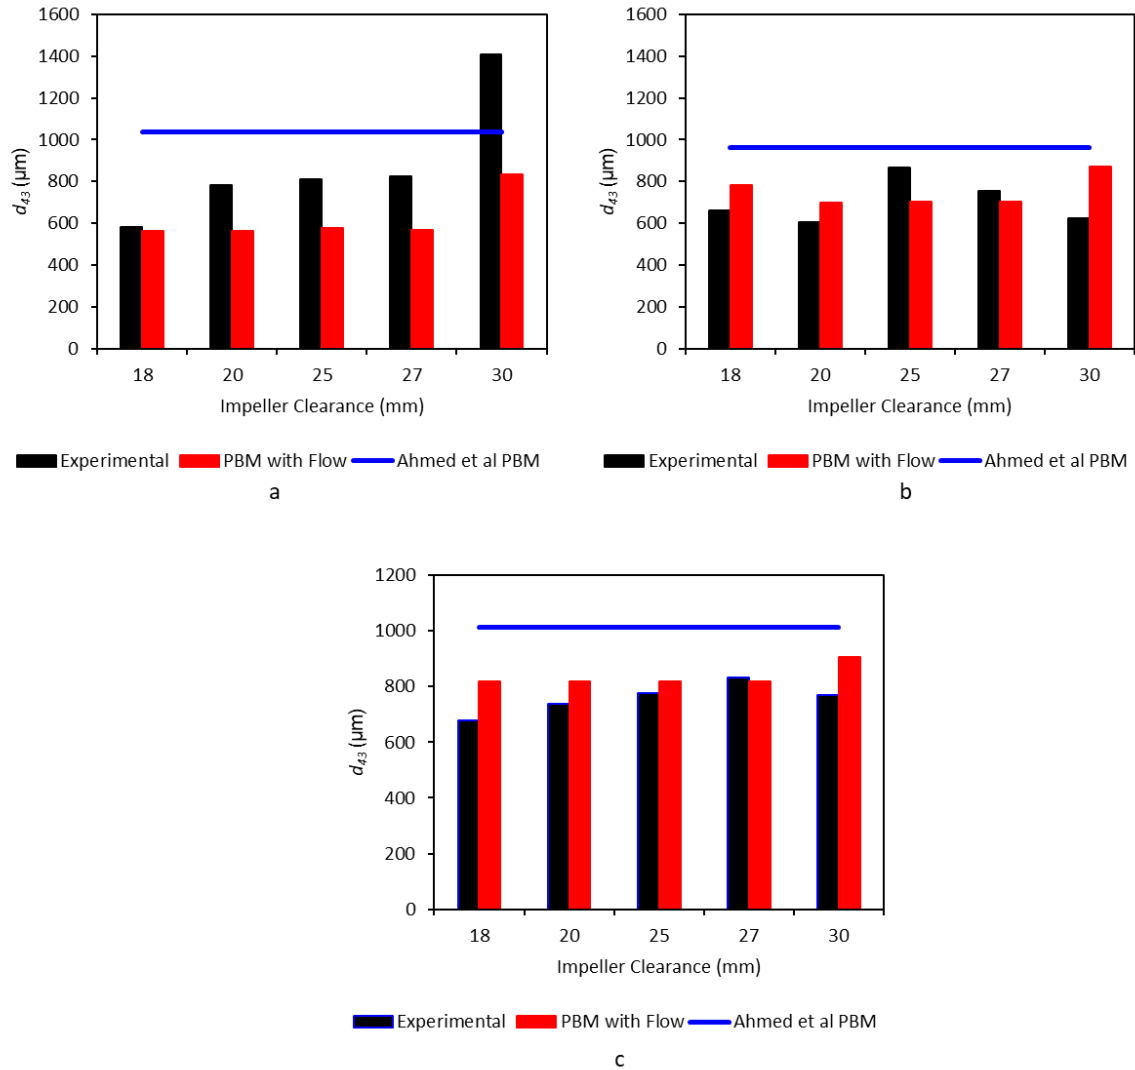 1600
1400
1200
1000
800
600
400
200
0
d43 (µm)
18 20 25 27 30
Impeller Clearance (mm)
Experimental PBM with Flow Ahmed et al PBM
a
1600
1400
1200
1000
800
600
400
200
0
d43 (µm)
18 20 25 27 30
Impeller Clearance (mm)
Experimental PBM with Flow Ahmed et al PBM
b
1200
1000
800
600
400
200
0
d43 (µm)
18 20 25 27 30
Impeller Clearance (mm)
Experimental PBM with Flow Ahmed et al PBM
c